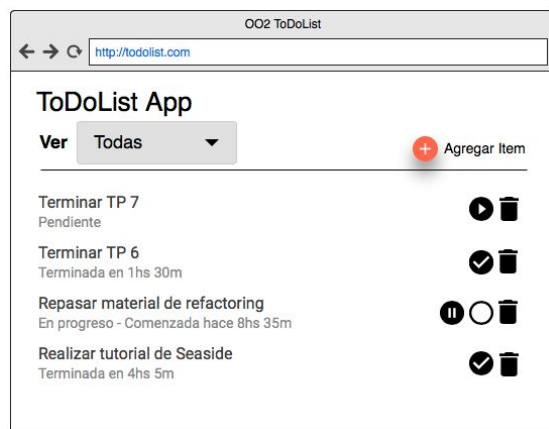 OO2 ToDoList
http://todolist.com
ToDoList App
Ver Todas
Agregar Item
Terminar TP 7
Pendiente
Terminar TP 6
Terminada en 1hs 30m
Repasar material de refactoring
En progreso - Comenzada hace 8hs 35m
Realizar tutorial de Seaside
Terminada en 4hs 5m